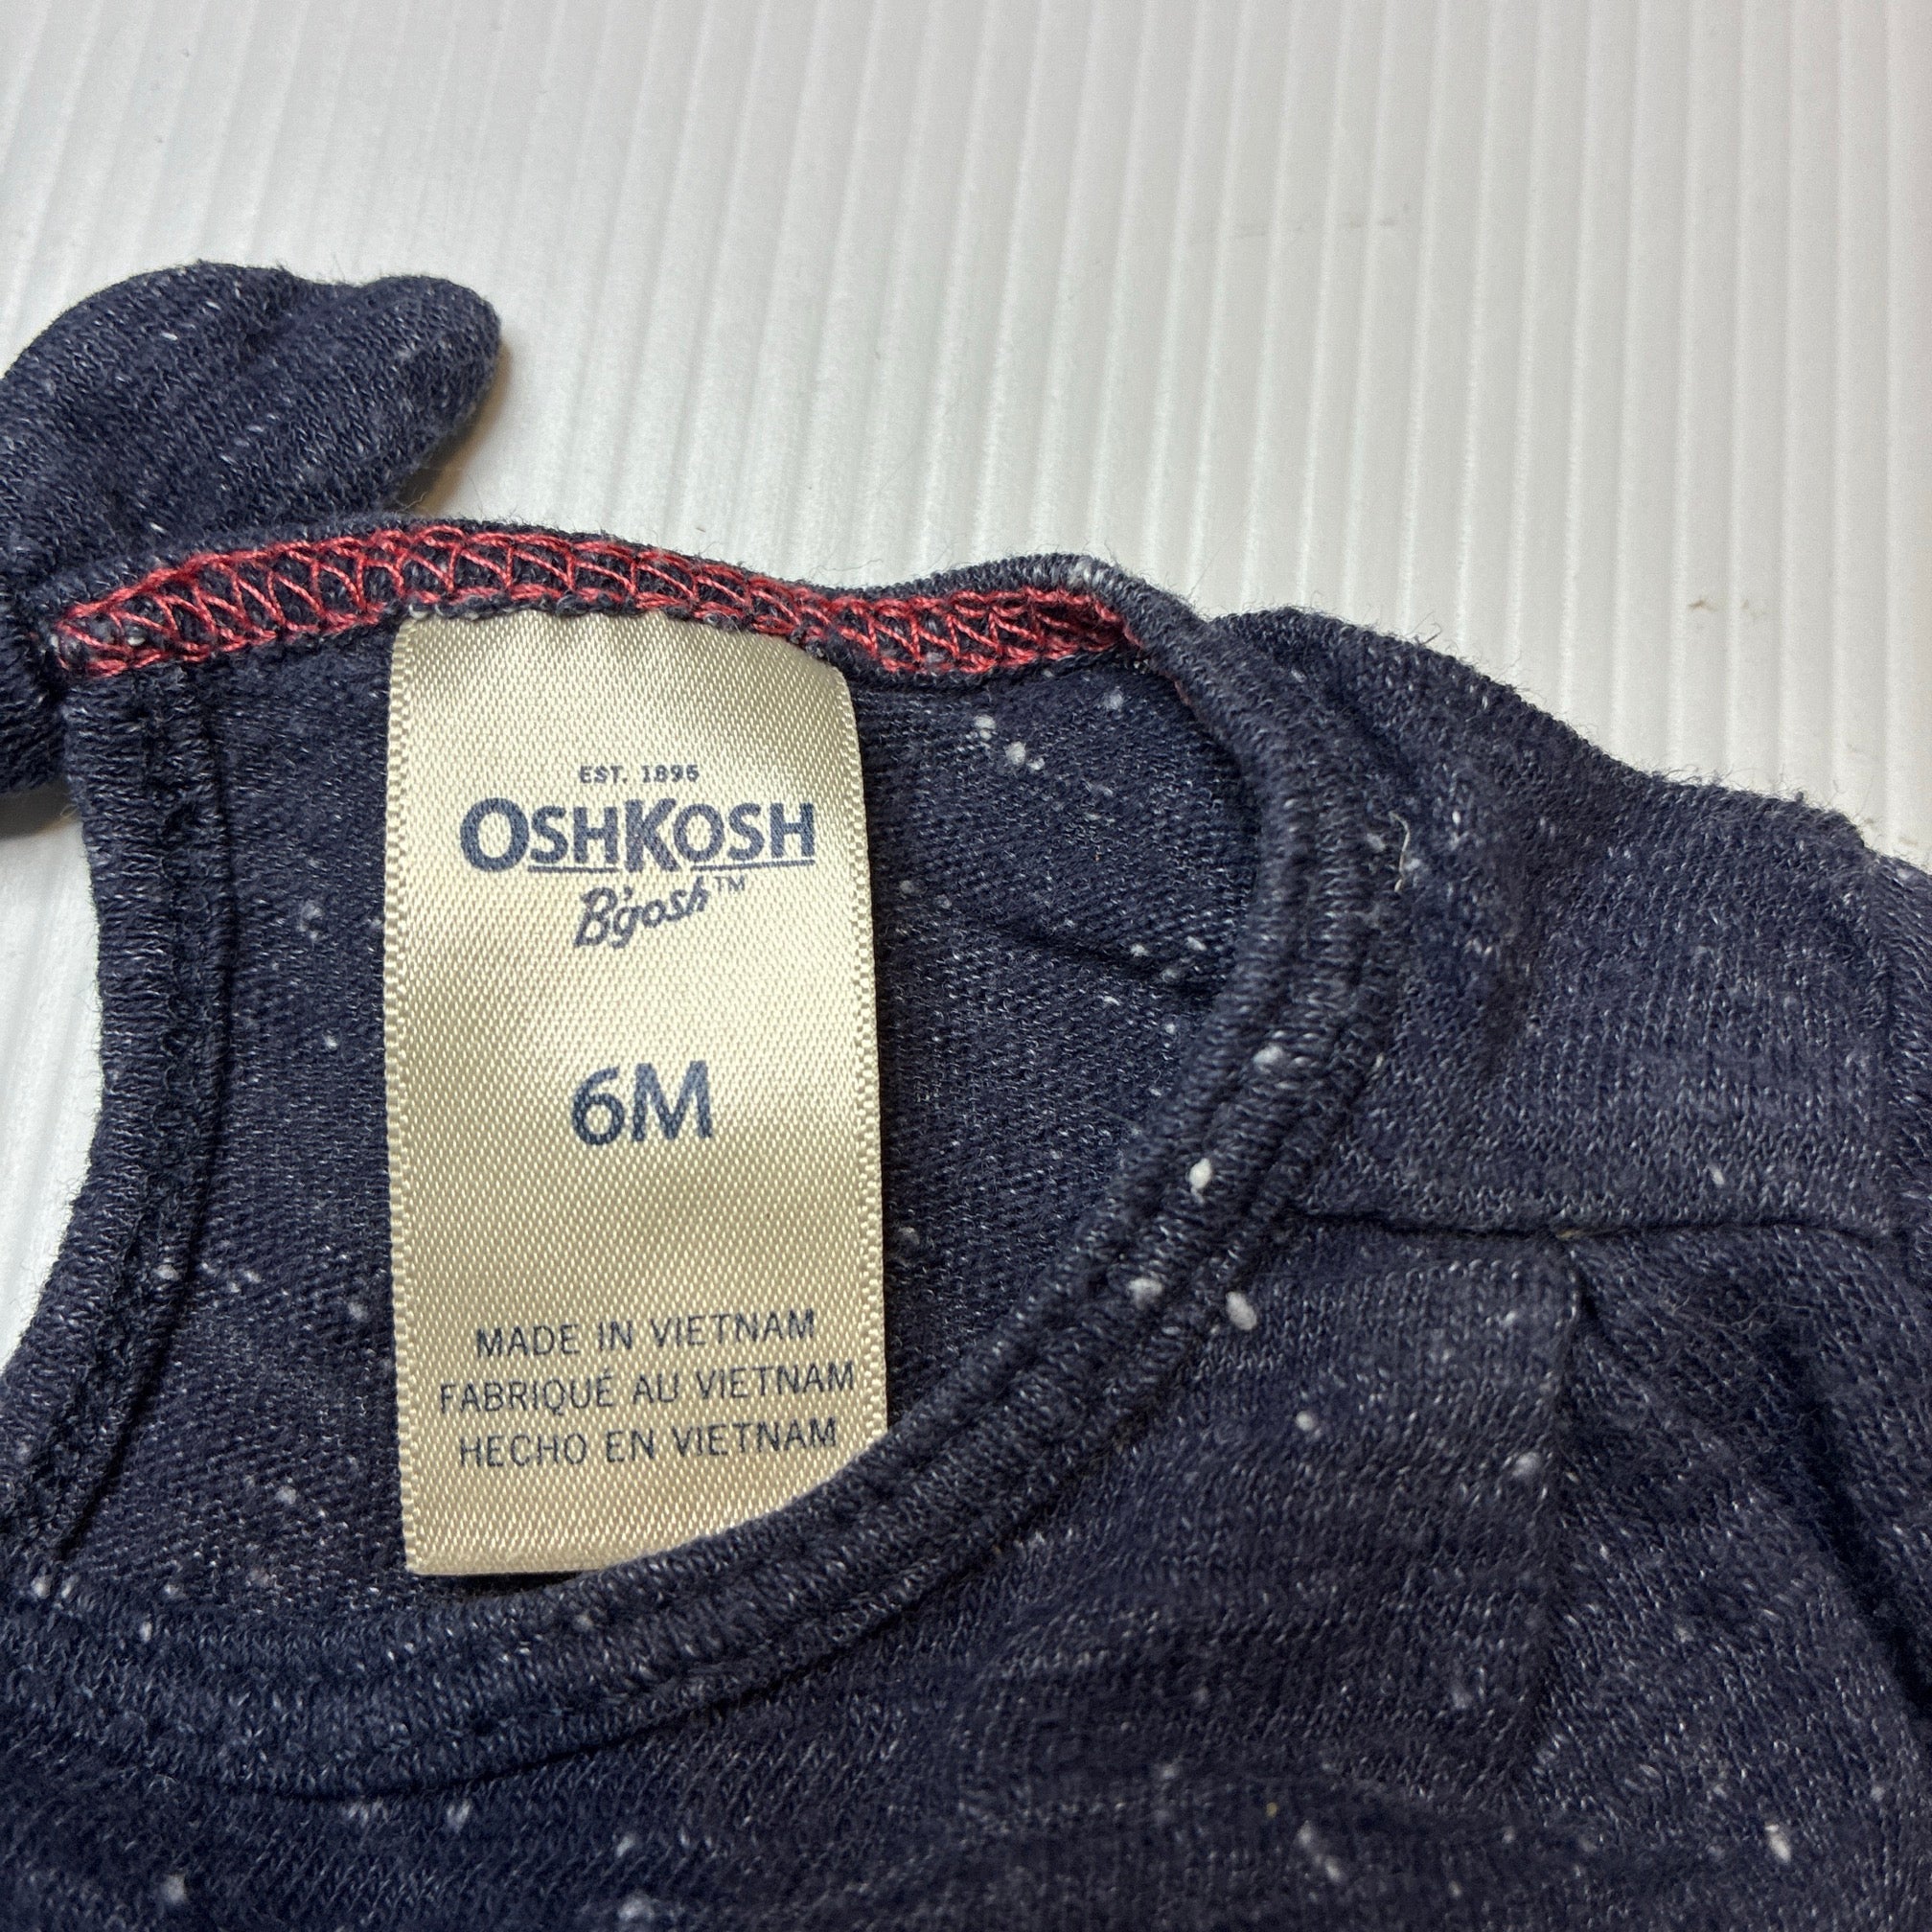 EST. 1895
OSHKOSH
B'gosh™
6M
MADE IN VIETNAM
FABRIQUÉ AU VIETNAM
HECHO EN VIETNAM